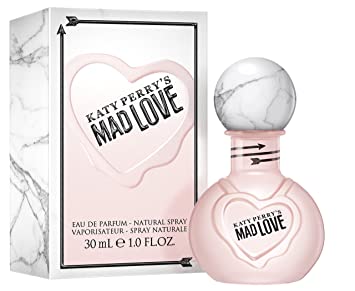 KATY PERRY'S
MAD LOVE
EAU DE PARFUM - NATURAL SPRAY
VAPORISATEUR - SPRAY NATURALE
30 mL ℮ 1.0 FL.OZ.
KATY PERRY'S
MAD LOVE